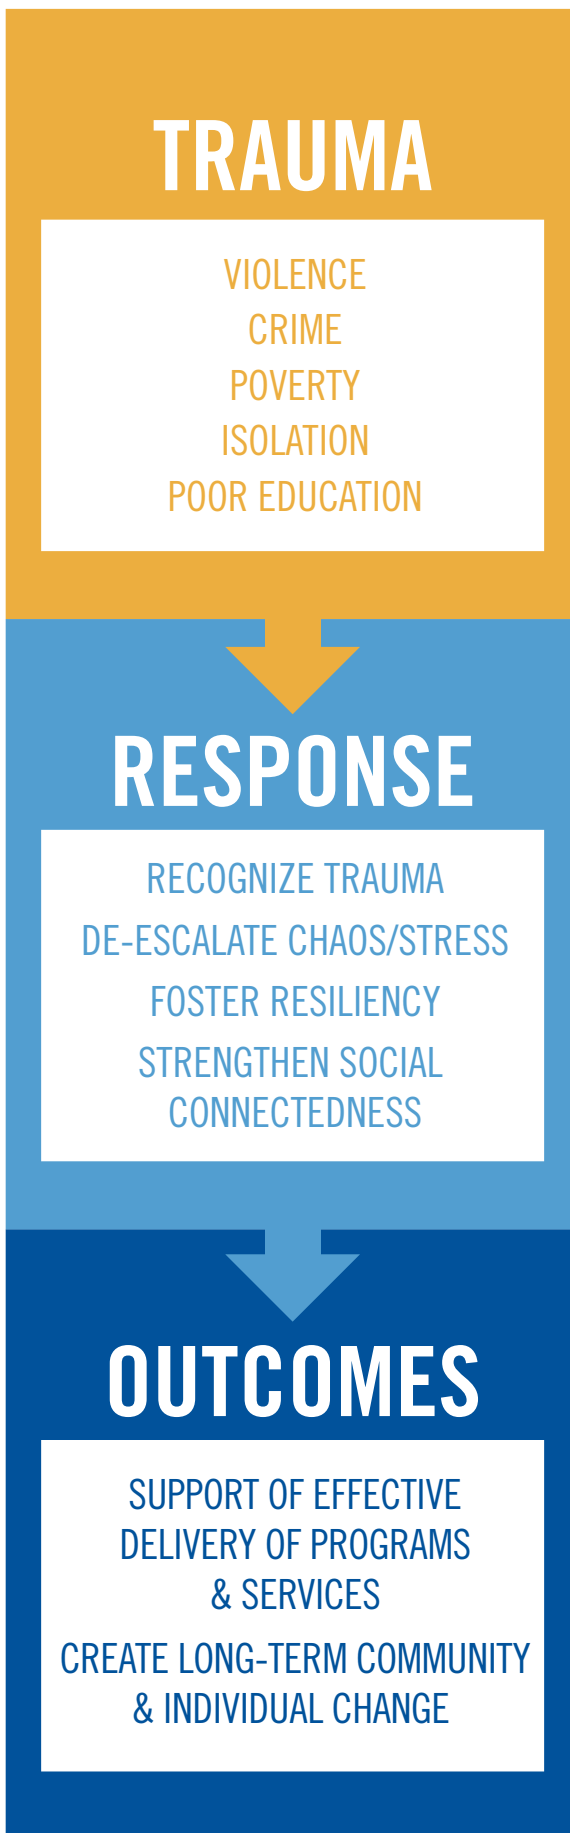 TRAUMA
VIOLENCE
CRIME
POVERTY
ISOLATION
POOR EDUCATION
RESPONSE
RECOGNIZE TRAUMA
DE-ESCALATE CHAOS/STRESS
FOSTER RESILIENCY
STRENGTHEN SOCIAL
CONNECTEDNESS
OUTCOMES
SUPPORT OF EFFECTIVE
DELIVERY OF PROGRAMS
& SERVICES
CREATE LONG-TERM COMMUNITY
& INDIVIDUAL CHANGE